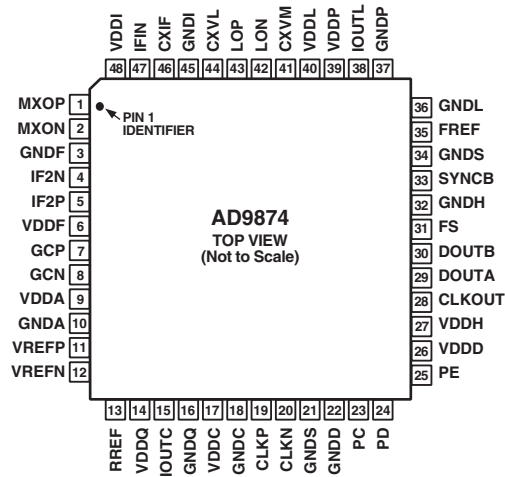 VDDI IFIN CXIF GNDI CXVL LOP LON CXVM VDDL VDDP IOUTL GNDP
48 47 46 45 44 43 42 41 40 39 38 37
MXOP 1
MXON 2
GNDF 3
IF2N 4
IF2P 5
VDDF 6
GCP 7
GCN 8
VDDA 9
GNDA 10
VREFP 11
VREFN 12
PIN 1
IDENTIFIER
AD9874
TOP VIEW
(Not to Scale)
36 GNDL
35 FREF
34 GNDS
33 SYNCB
32 GNDH
31 FS
30 DOUTB
29 DOUTA
28 CLKOUT
27 VDDH
26 VDDD
25 PE
13 14 15 16 17 18 19 20 21 22 23 24
RREF VDDQ IOUTC GNDQ VDDC GNDC CLKP CLKN GNDS GNDD PC PD